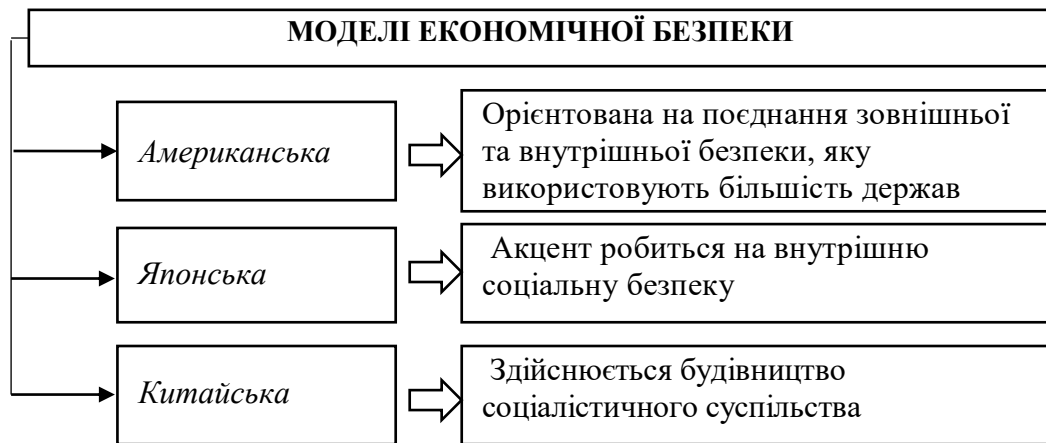 МОДЕЛІ ЕКОНОМІЧНОЇ БЕЗПЕКИ
Американська
Орієнтована на поєднання зовнішньої
та внутрішньої безпеки, яку
використовують більшість держав
Японська
Акцент робиться на внутрішню
соціальну безпеку
Китайська
Здійснюється будівництво
соціалістичного суспільства